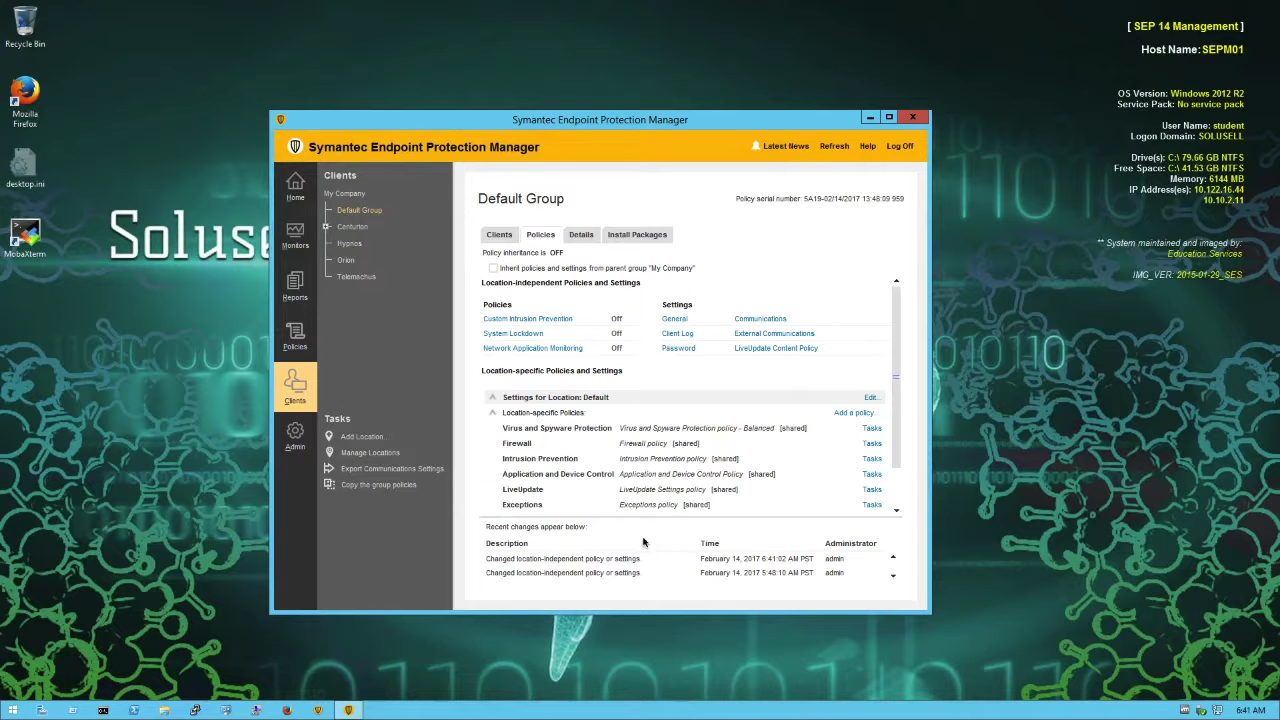 Recycle Bin
Mozilla
Firefox
desktop.ini
MobaXterm
Soluse
[ SEP 14 Management ]
Host Name: SEPM01
OS Version: Windows 2012 R2
Service Pack: No service pack
User Name: student
Logon Domain: SOLUSELL
Drive(s): C:\ 79.66 GB NTFS
Free Space: C:\ 41.53 GB NTFS
Memory: 6144 MB
IP Address(es): 10.122.16.44
10.10.2.11
** System maintained and imaged by:
Education Services
IMG_VER: 2015-01-29_SES
Symantec Endpoint Protection Manager
Symantec Endpoint Protection Manager
Latest News
Refresh
Help
Log Off
Home
Monitors
Reports
Policies
Clients
Admin
Clients
My Company
Default Group
Centurion
Hypnos
Orion
Telemachus
Tasks
Add Location...
Manage Locations
Export Communications Settings
Copy the group policies
Default Group
Policy serial number: 5A19-02/14/2017 13:48:09 959
Clients Policies Details Install Packages
Policy inheritance is OFF
Inherit policies and settings from parent group "My Company"
Location-independent Policies and Settings
Policies Settings
Custom Intrusion Prevention Off General Communications
System Lockdown Off Client Log External Communications
Network Application Monitoring Off Password LiveUpdate Content Policy
Location-specific Policies and Settings
Settings for Location: Default Edit...
Location-specific Policies: Add a policy...
Virus and Spyware Protection Virus and Spyware Protection policy - Balanced [shared] Tasks
Firewall Firewall policy [shared] Tasks
Intrusion Prevention Intrusion Prevention policy [shared] Tasks
Application and Device Control Application and Device Control Policy [shared] Tasks
LiveUpdate LiveUpdate Settings policy [shared] Tasks
Exceptions Exceptions policy [shared] Tasks
Recent changes appear below:
Description Time Administrator
Changed location-independent policy or settings. February 14, 2017 6:41:02 AM PST admin
Changed location-independent policy or settings. February 14, 2017 5:48:10 AM PST admin
6:41 AM